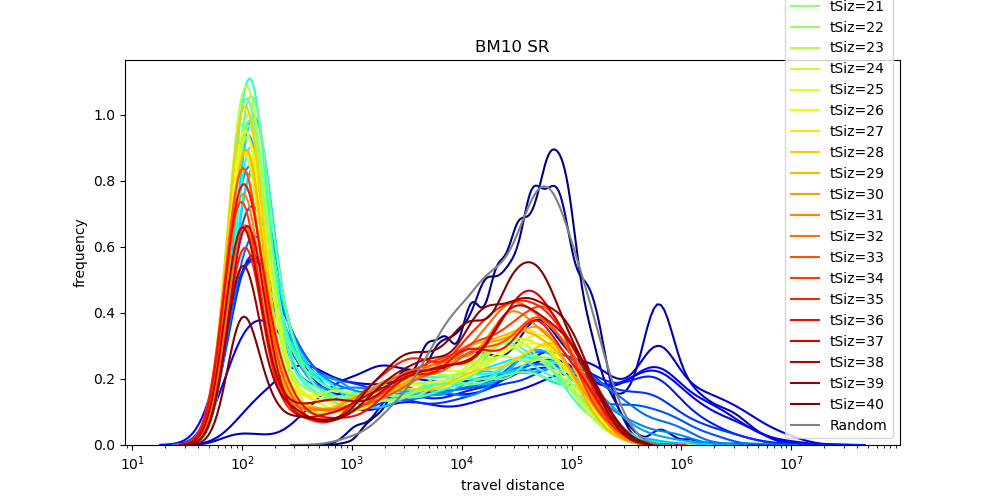 BM10 SR
frequency
1.0
0.8
0.6
0.4
0.2
0.0
10¹
10²
10³
10⁴
10⁵
10⁶
10⁷
travel distance
tSiz=21
tSiz=22
tSiz=23
tSiz=24
tSiz=25
tSiz=26
tSiz=27
tSiz=28
tSiz=29
tSiz=30
tSiz=31
tSiz=32
tSiz=33
tSiz=34
tSiz=35
tSiz=36
tSiz=37
tSiz=38
tSiz=39
tSiz=40
Random